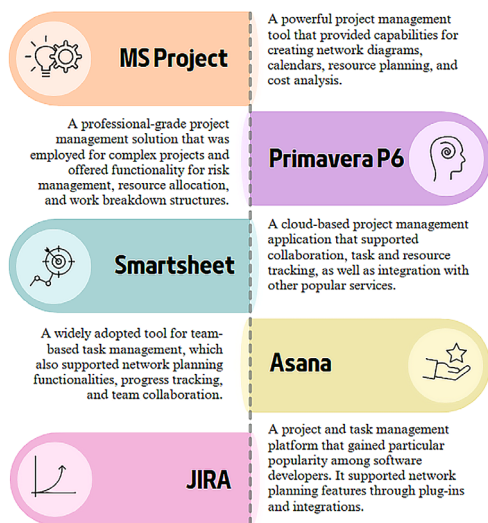 MS Project
A powerful project management
tool that provided capabilities for
creating network diagrams,
calendars, resource planning, and
cost analysis.
A professional-grade project
management solution that was
employed for complex projects and
offered functionality for risk
management, resource allocation,
and work breakdown structures.
Primavera P6
Smartsheet
A cloud-based project management
application that supported
collaboration, task and resource
tracking, as well as integration with
other popular services.
A widely adopted tool for team-
based task management, which
also supported network planning
functionalities, progress tracking,
and team collaboration.
Asana
JIRA
A project and task management
platform that gained particular
popularity among software
developers. It supported network
planning features through plug-ins
and integrations.